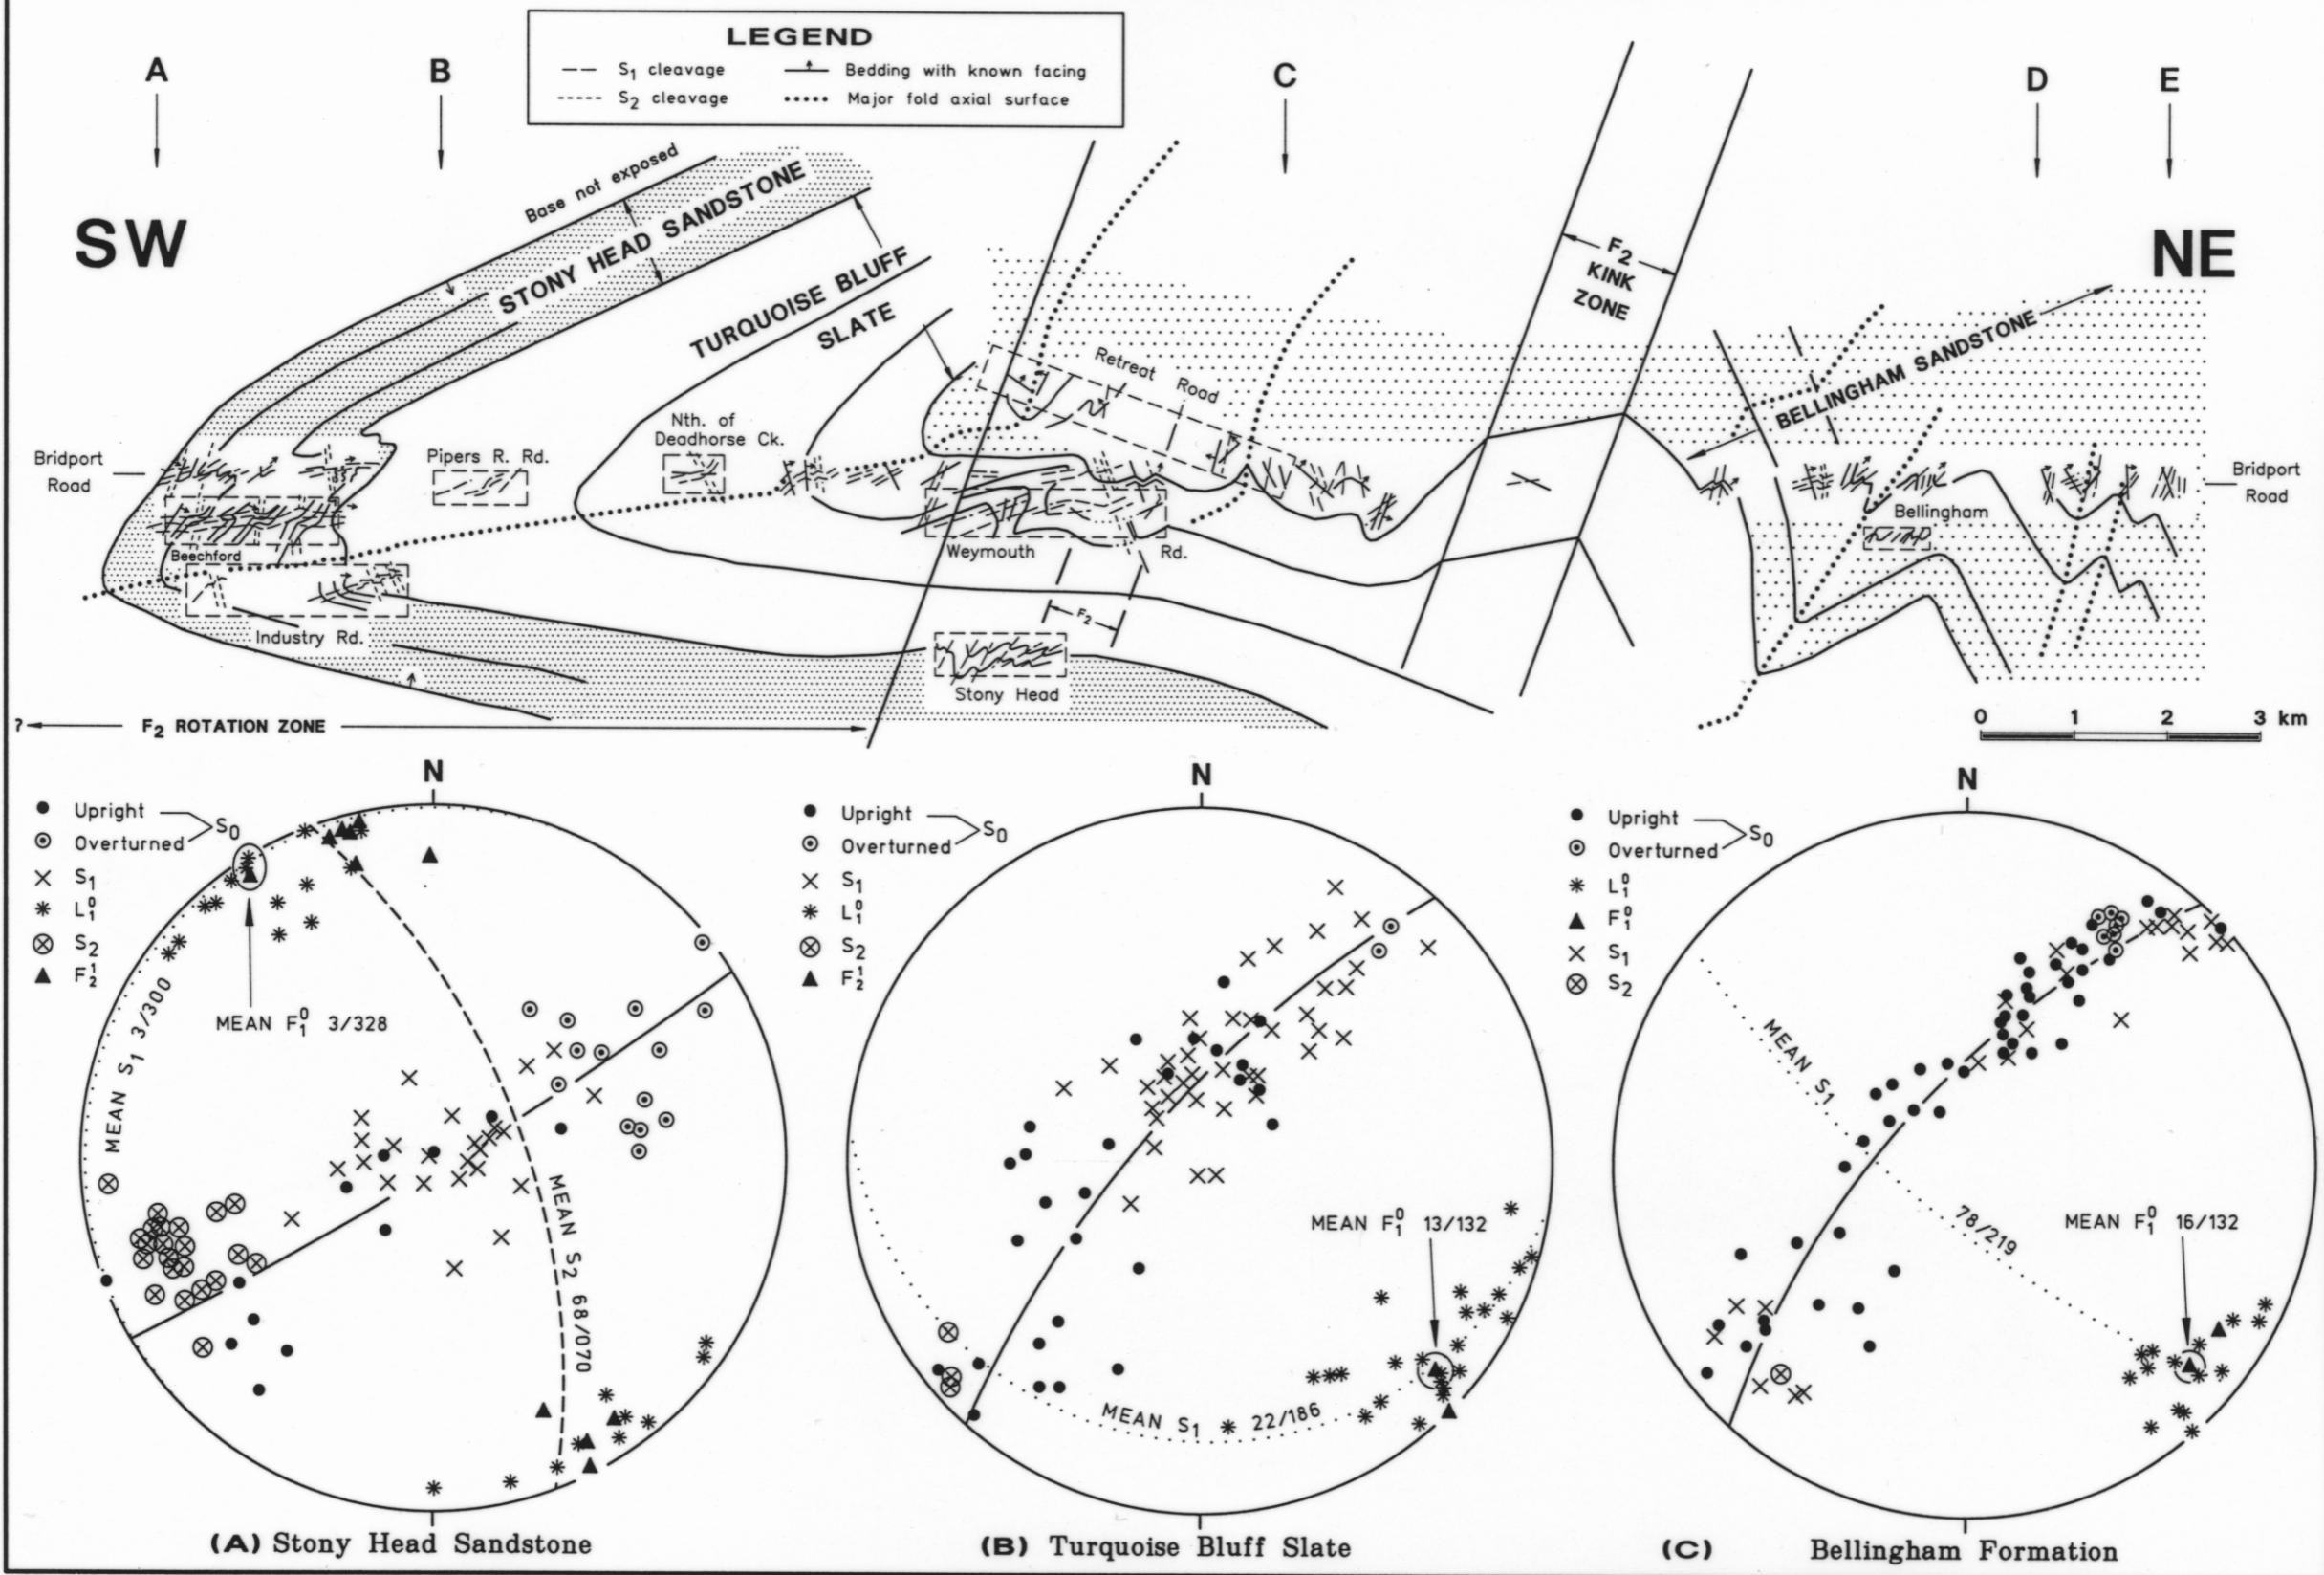 LEGEND
S1 cleavage
Bedding with known facing
S2 cleavage
Major fold axial surface
A
B
C
D
E
SW
NE
Base not exposed
STONY HEAD SANDSTONE
TURQUOISE BLUFF
SLATE
F2
KINK
ZONE
BELLINGHAM SANDSTONE
Retreat Road
Nth. of
Deadhorse Ck.
Pipers R. Rd.
Bridport
Road
Bridport
Road
Beechford
Industry Rd.
Weymouth Rd.
Bellingham
F2
Stony Head
? F2 ROTATION ZONE
0 1 2 3 km
N
Upright
Overturned
S0
S1
L01
S2
F12
MEAN F01 3/328
MEAN S1 3/300
MEAN S2 68/070
(A) Stony Head Sandstone
N
Upright
Overturned
S0
S1
L01
S2
F12
MEAN F01 13/132
MEAN S1 22/186
(B) Turquoise Bluff Slate
N
Upright
Overturned
S0
L01
F01
S1
S2
MEAN S1
78/219
MEAN F01 16/132
(C) Bellingham Formation